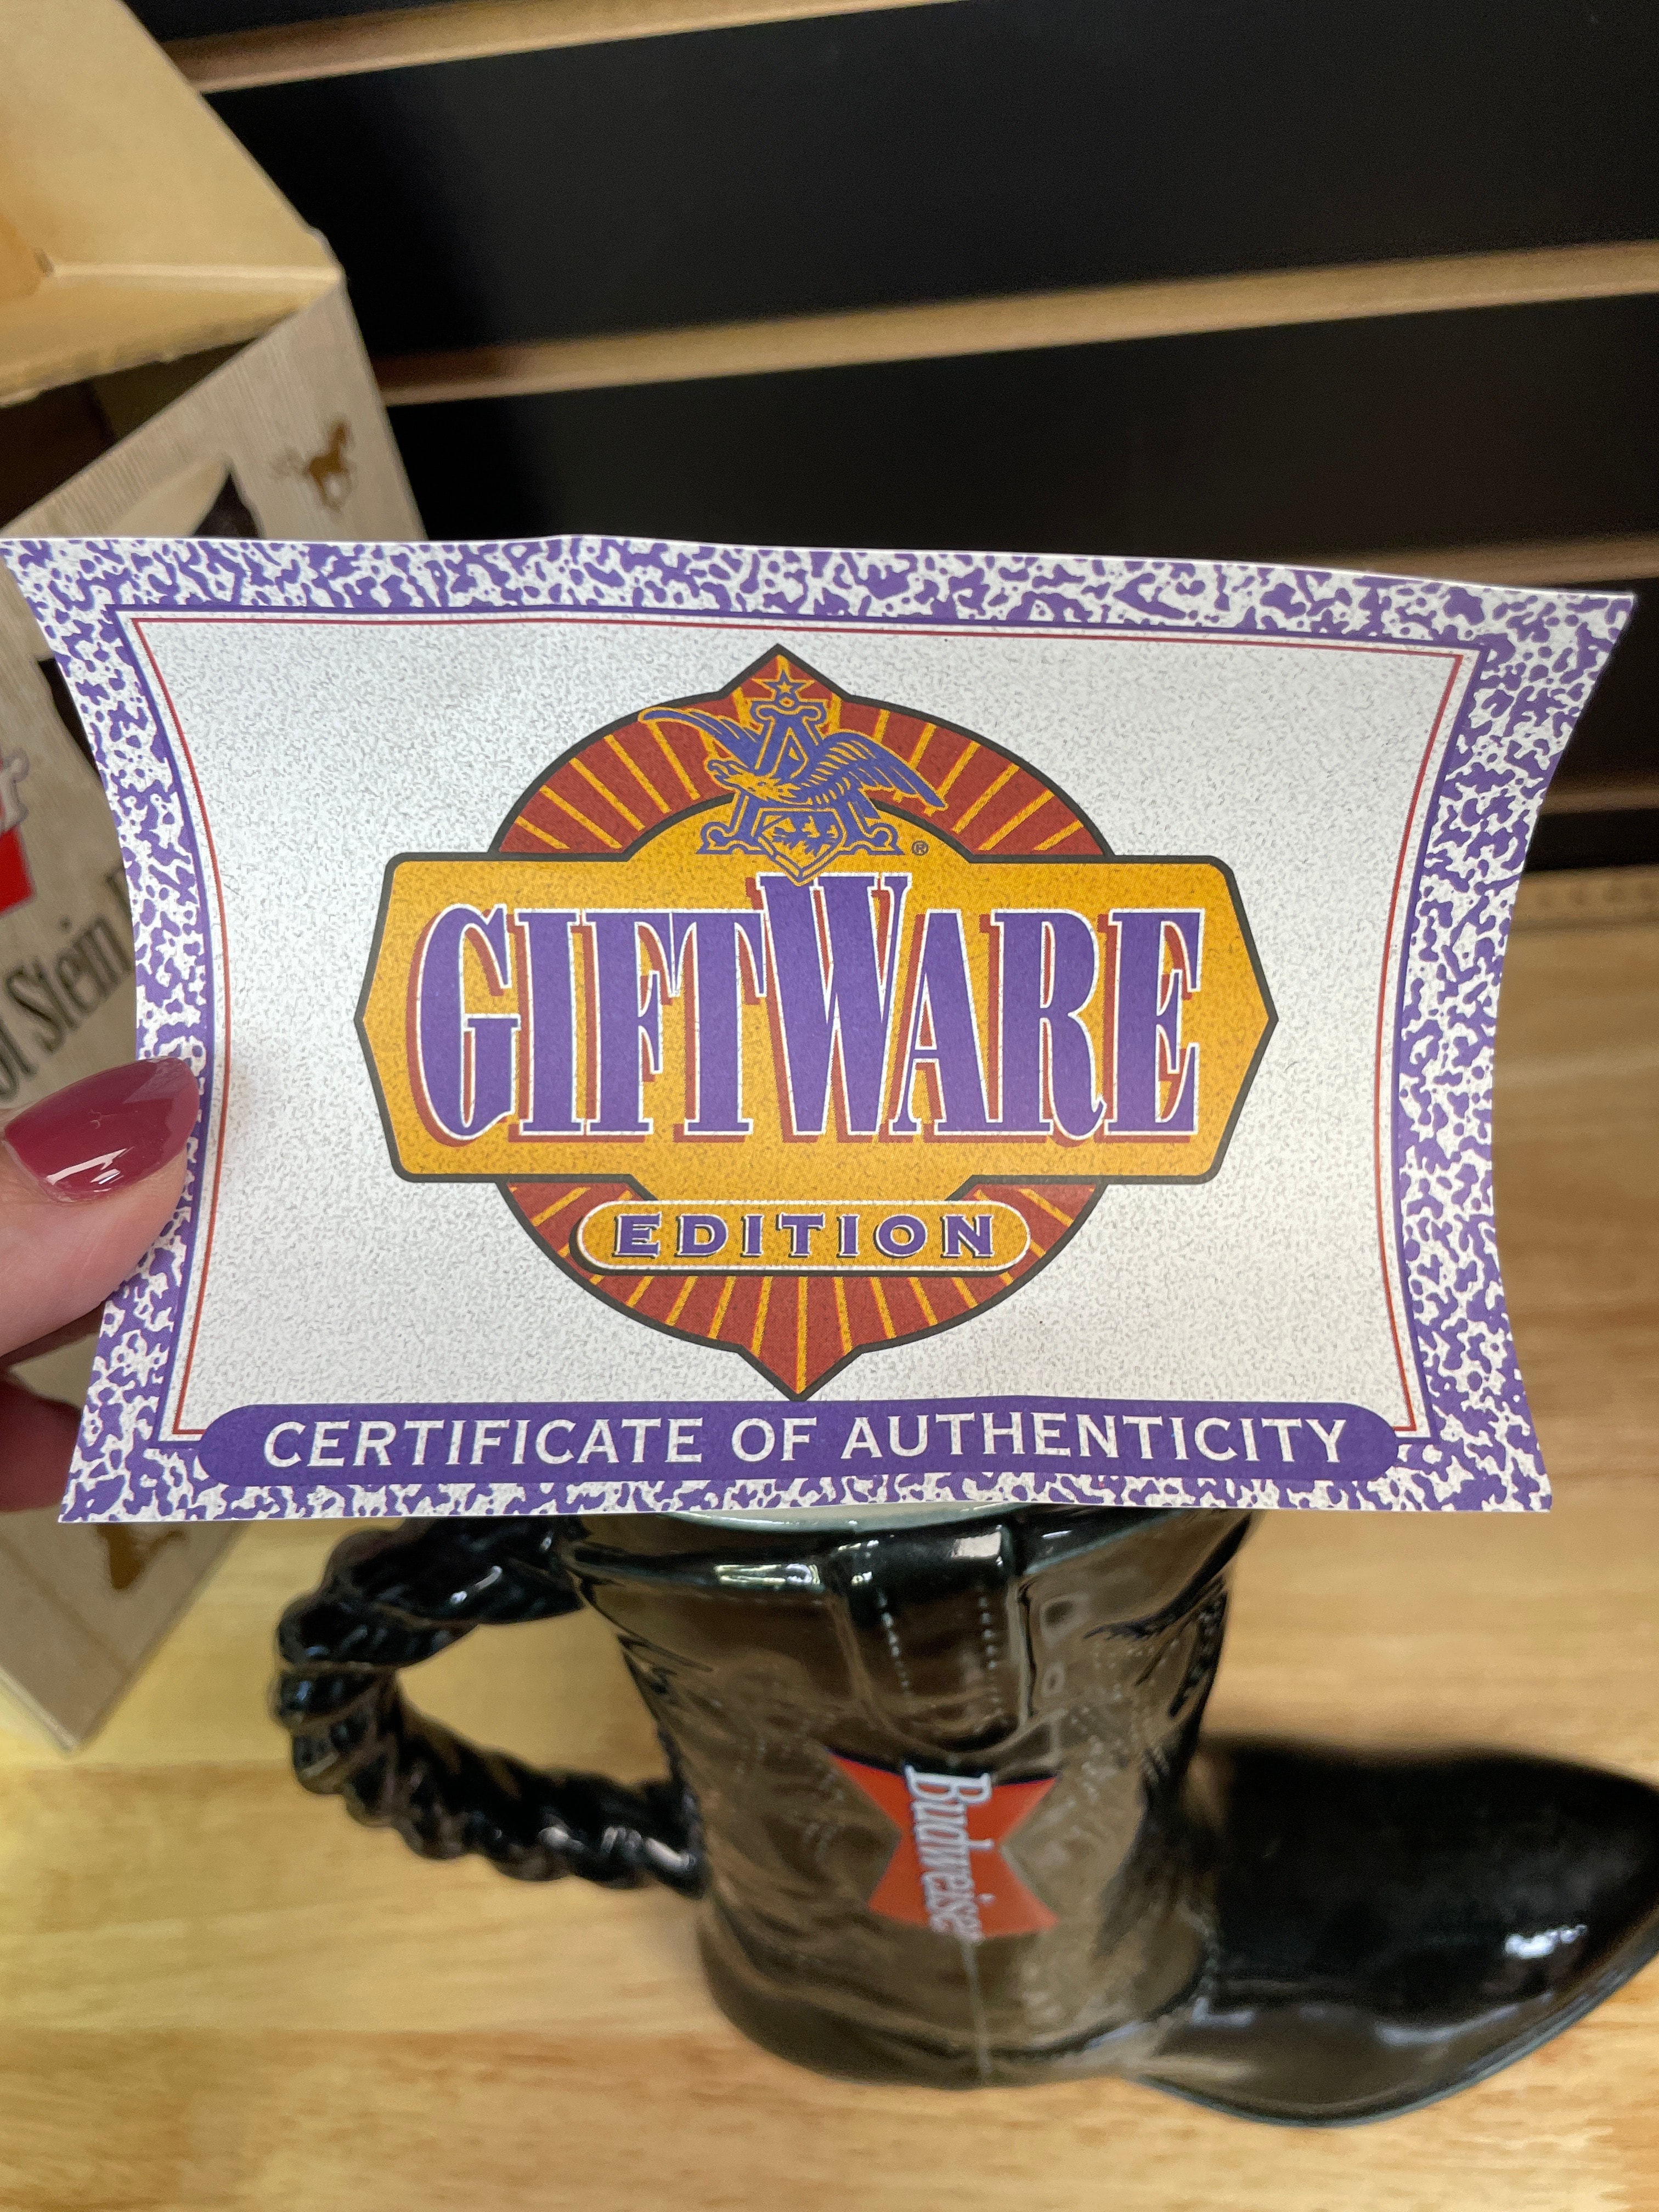 GIFTWARE
®
EDITION
CERTIFICATE OF AUTHENTICITY
Stein
Budweiser